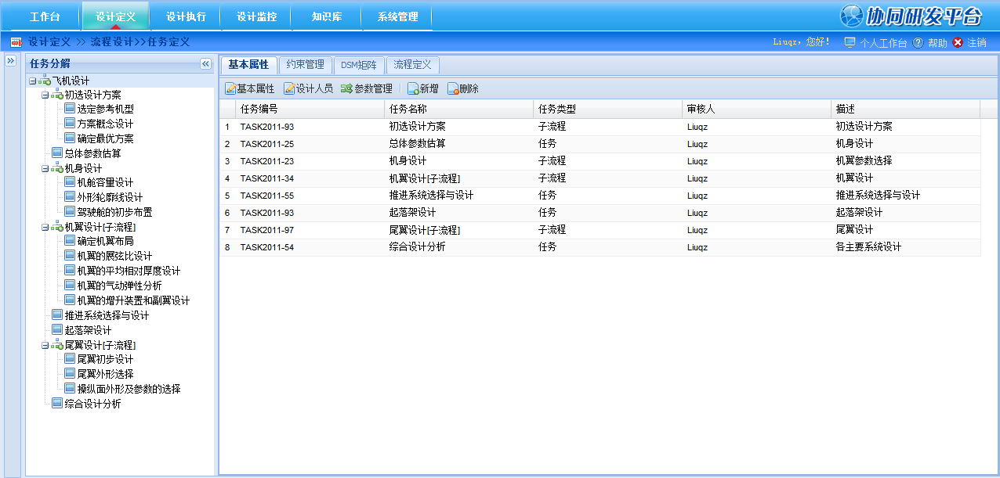 工作台 设计定义 设计执行 设计监控 知识库 系统管理 协同研发平台
设计定义 >> 流程设计>>任务定义 Liuqz，您好！ 个人工作台 帮助 注销
任务分解
飞机设计
初选设计方案
选定参考机型
方案概念设计
确定最优方案
总体参数估算
机身设计
机舱容量设计
外形轮廓线设计
驾驶舱的初步布置
机翼设计[子流程]
确定机翼布局
机翼的展弦比设计
机翼的平均相对厚度设计
机翼的气动弹性分析
机翼的增升装置和副翼设计
推进系统选择与设计
起落架设计
尾翼设计[子流程]
尾翼初步设计
尾翼外形选择
操纵面外形及参数的选择
综合设计分析
基本属性 约束管理 DSM矩阵 流程定义
基本属性 设计人员 参数管理 新增 删除
任务编号 任务名称 任务类型 审核人 描述
1 TASK2011-93 初选设计方案 子流程 Liuqz 初选设计方案
2 TASK2011-25 总体参数估算 任务 Liuqz 机身设计
3 TASK2011-23 机身设计 子流程 Liuqz 机翼参数选择
4 TASK2011-34 机翼设计[子流程] 子流程 Liuqz 机翼设计
5 TASK2011-55 推进系统选择与设计 任务 Liuqz 推进系统选择与设计
6 TASK2011-93 起落架设计 任务 Liuqz 起落架设计
7 TASK2011-97 尾翼设计[子流程] 子流程 Liuqz 尾翼设计
8 TASK2011-54 综合设计分析 任务 Liuqz 各主要系统设计